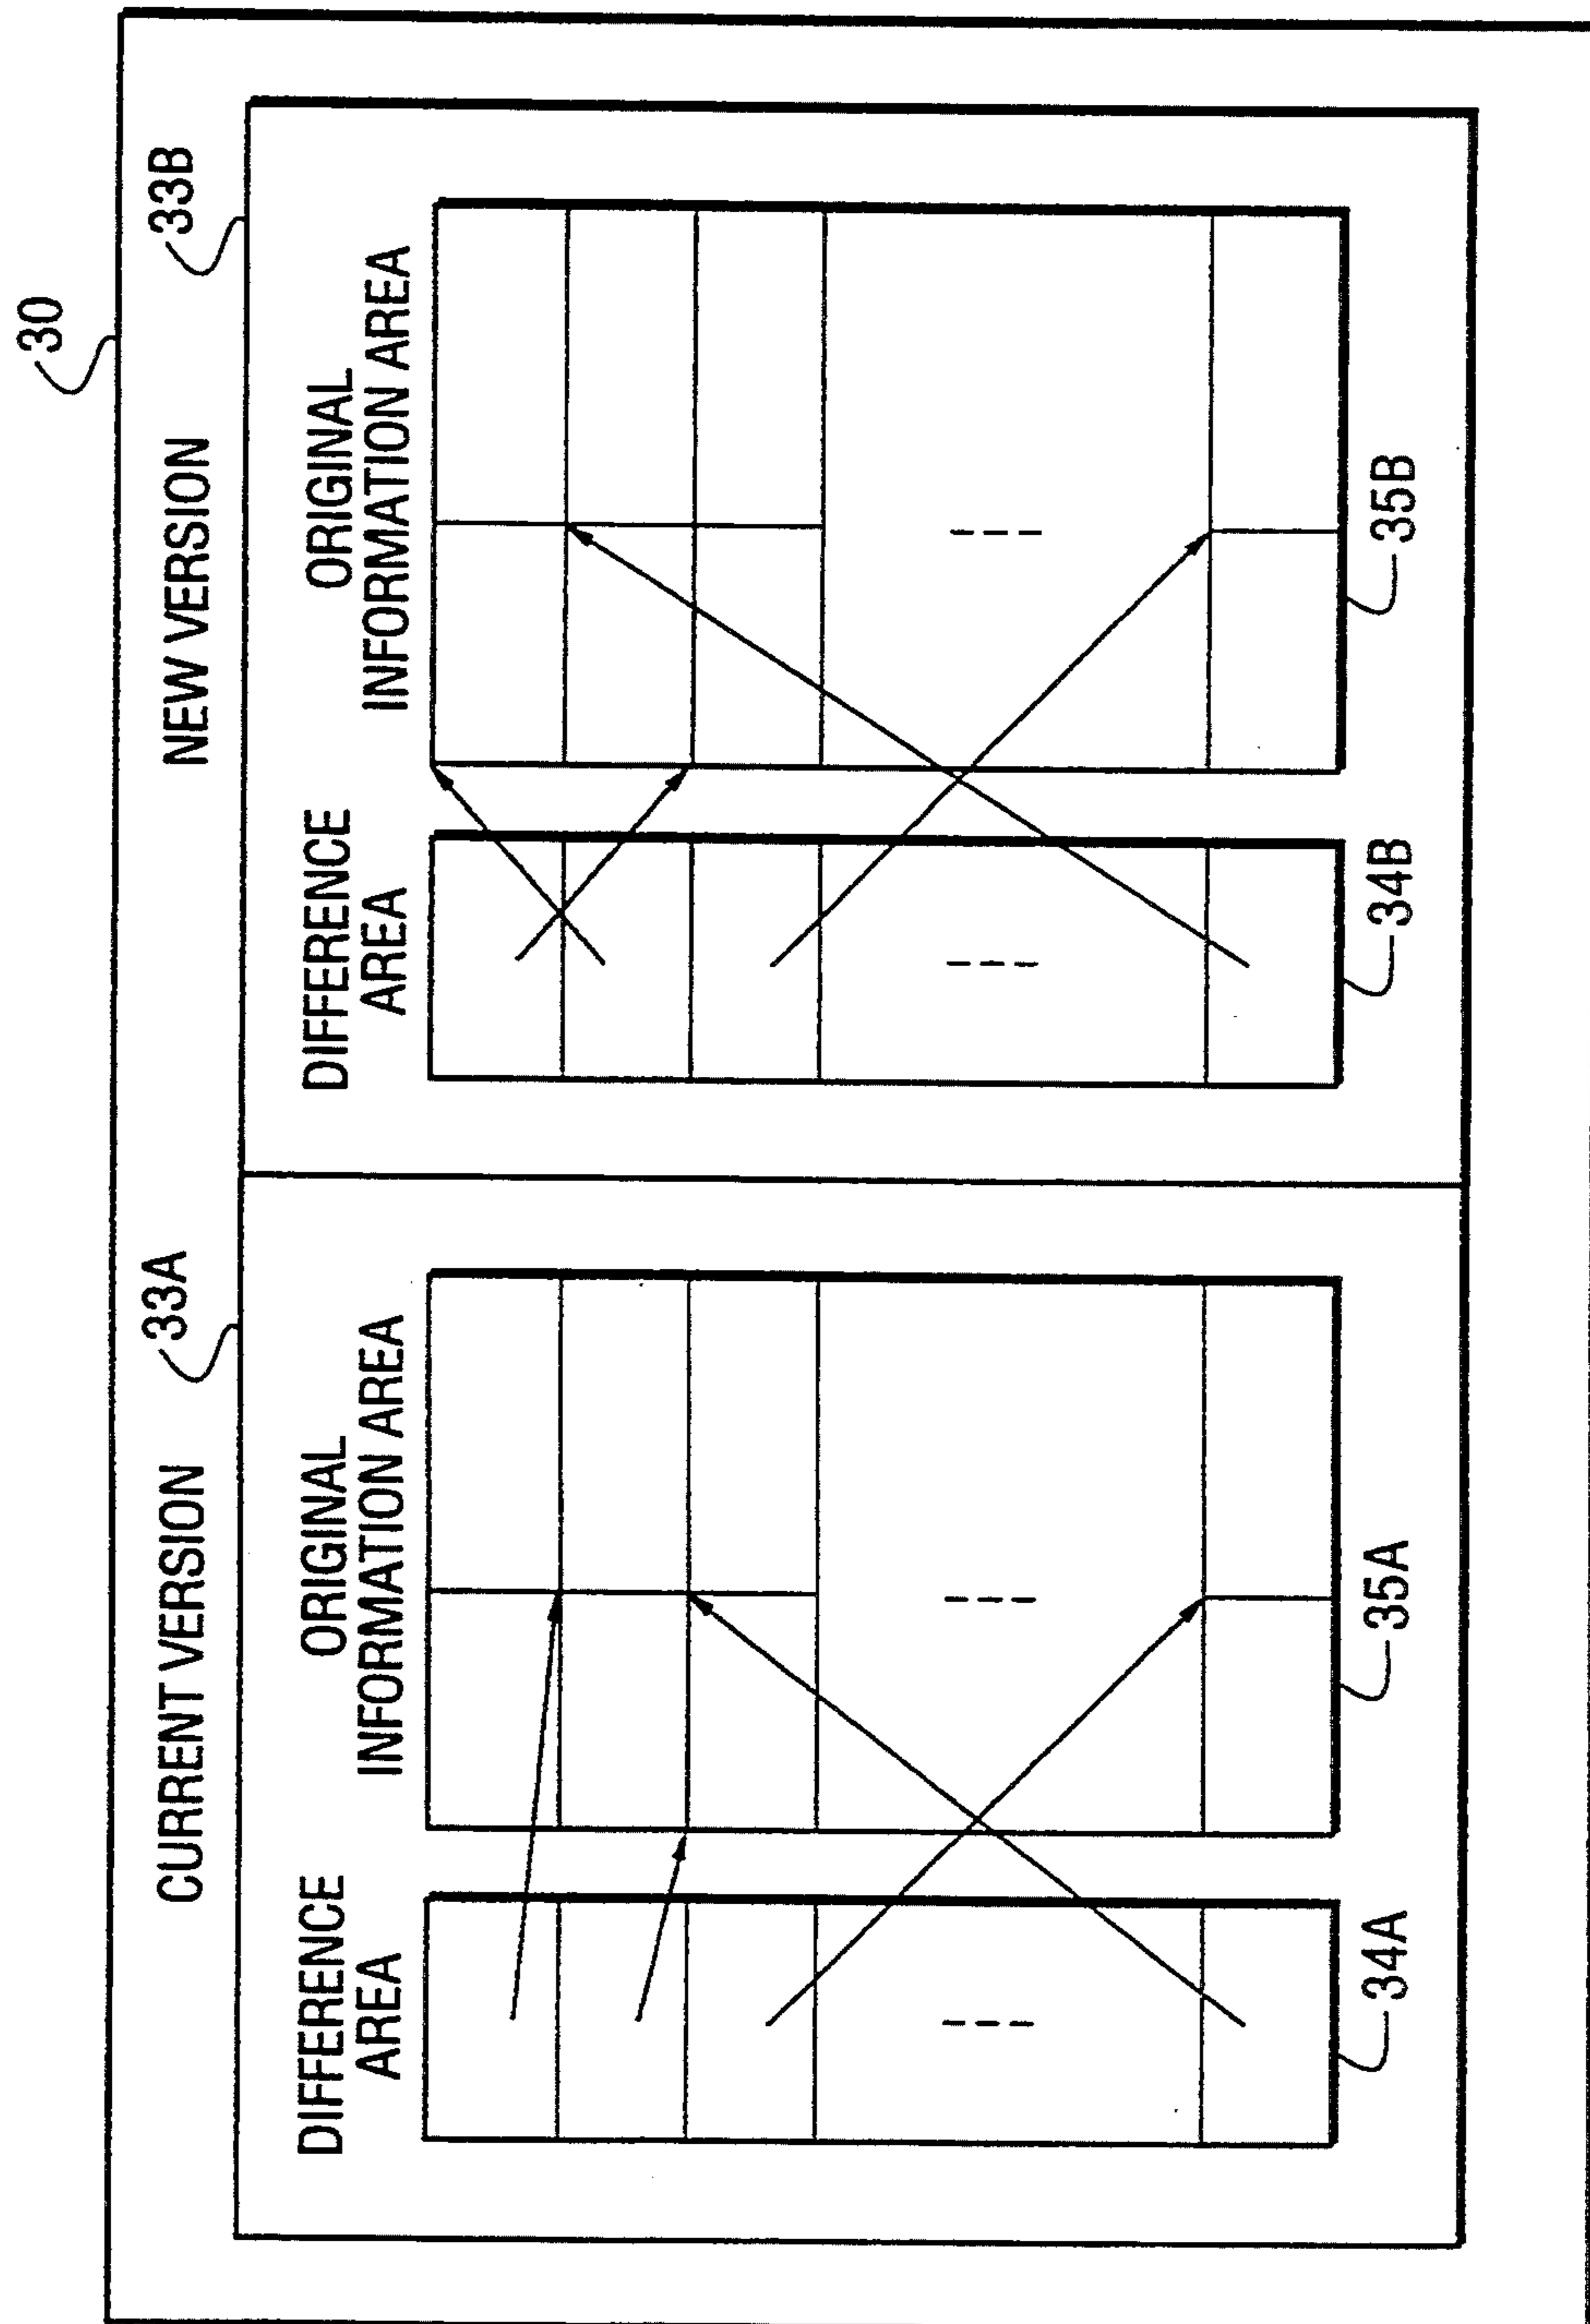 30
CURRENT VERSION
33A
NEW VERSION
33B
DIFFERENCE
AREA
ORIGINAL
INFORMATION AREA
DIFFERENCE
AREA
ORIGINAL
INFORMATION AREA
34A
35A
34B
35B